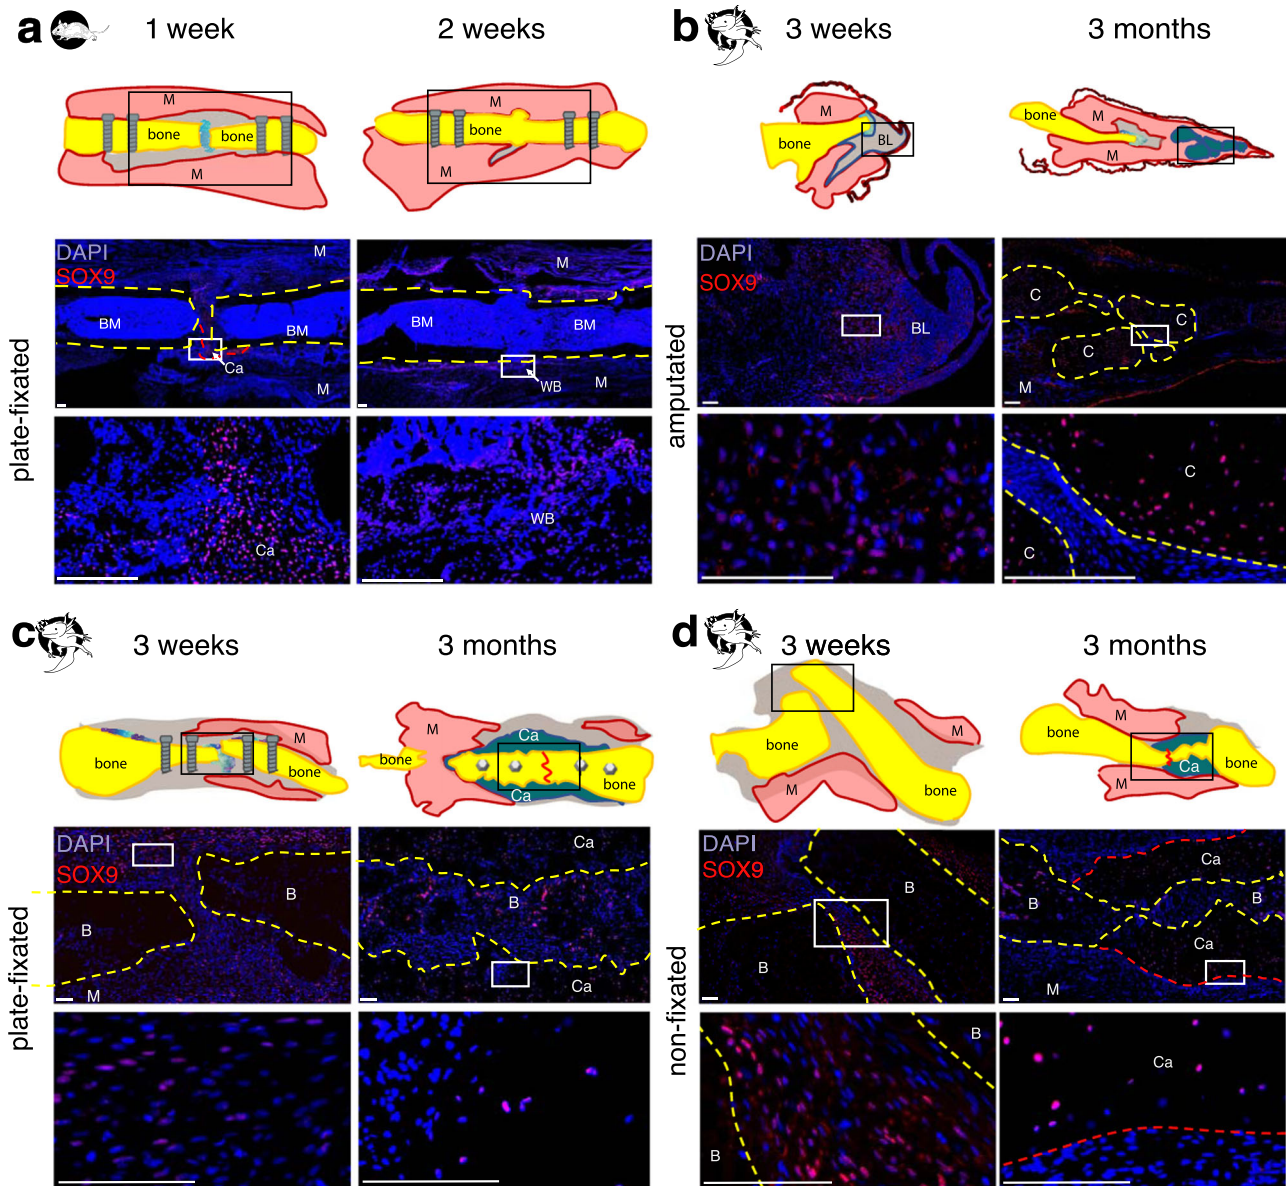 a 1 week 2 weeks
M
bone bone
M
M
bone
M
DAPI
SOX9
M
BM BM
Ca
M
M
BM BM
WB
M
plate-fixated
Ca
WB
b 3 weeks 3 months
M
bone
BL
bone
M
M
DAPI
SOX9
BL
C
C
C
M
amputated
C
C
c 3 weeks 3 months
M
bone
bone
M
Ca
bone
bone
Ca
DAPI
SOX9
B
B
M
Ca
B
Ca
plate-fixated
d 3 weeks 3 months
bone
M
M
bone
M
bone
Ca
M
bone
DAPI
SOX9
B
B
Ca
B
B
Ca
M
non-fixated
B
B
Ca